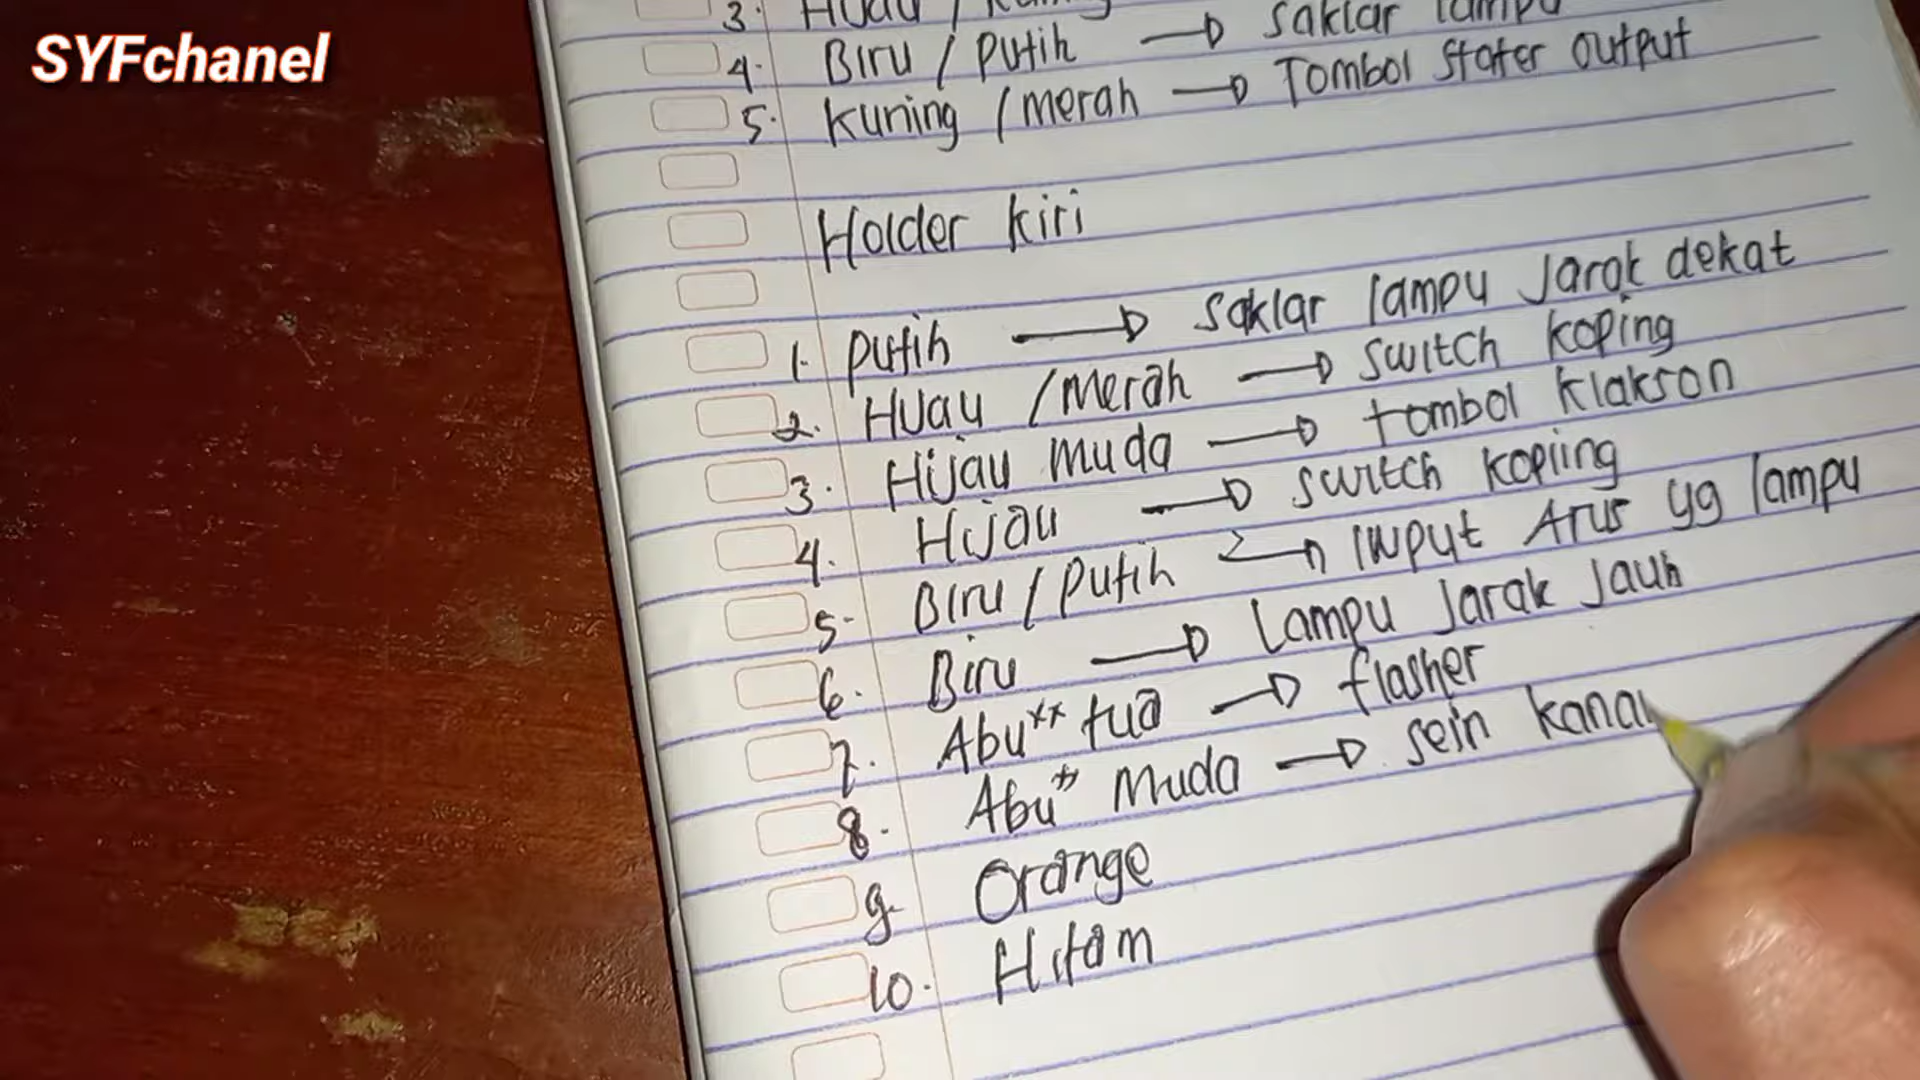 SYFchanel
3.
4. Biru / putih → saklar lampu
5. Kuning / merah → Tombol stater output
Holder kiri
1. putih → saklar lampu Jarak dekat
2. Hijau / merah → switch koping
3. Hijau muda → tombol klakson
4. Hijau → switch kopiing
5. Biru / putih → input Arus yg lampu
6. Biru → Lampu Jarak Jauh
7. Abu** tua → flasher
8. Abu** muda → sein kanan
9. Orange
10. Hitam